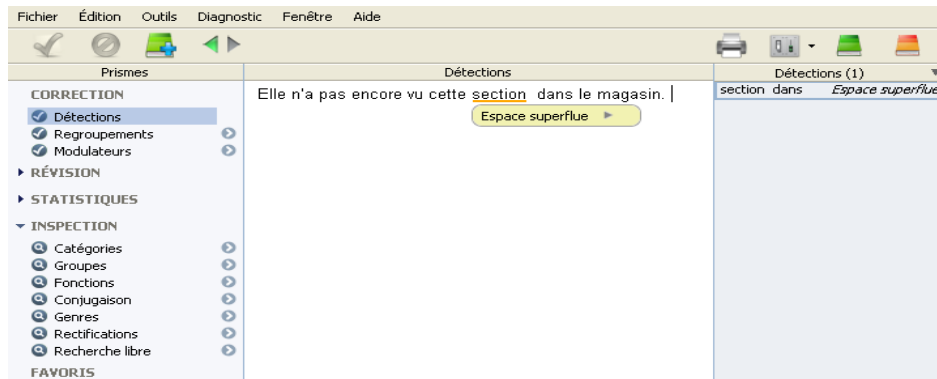 Fichier Édition Outils Diagnostic Fenêtre Aide
Prismes
CORRECTION
Détections
Regroupements
Modulateurs
RÉVISION
STATISTIQUES
INSPECTION
Catégories
Groupes
Fonctions
Conjugaison
Genres
Rectifications
Recherche libre
FAVORIS
Détections
Elle n'a pas encore vu cette section  dans le magasin.
Espace superflue
Détections (1)
section dans Espace superflue